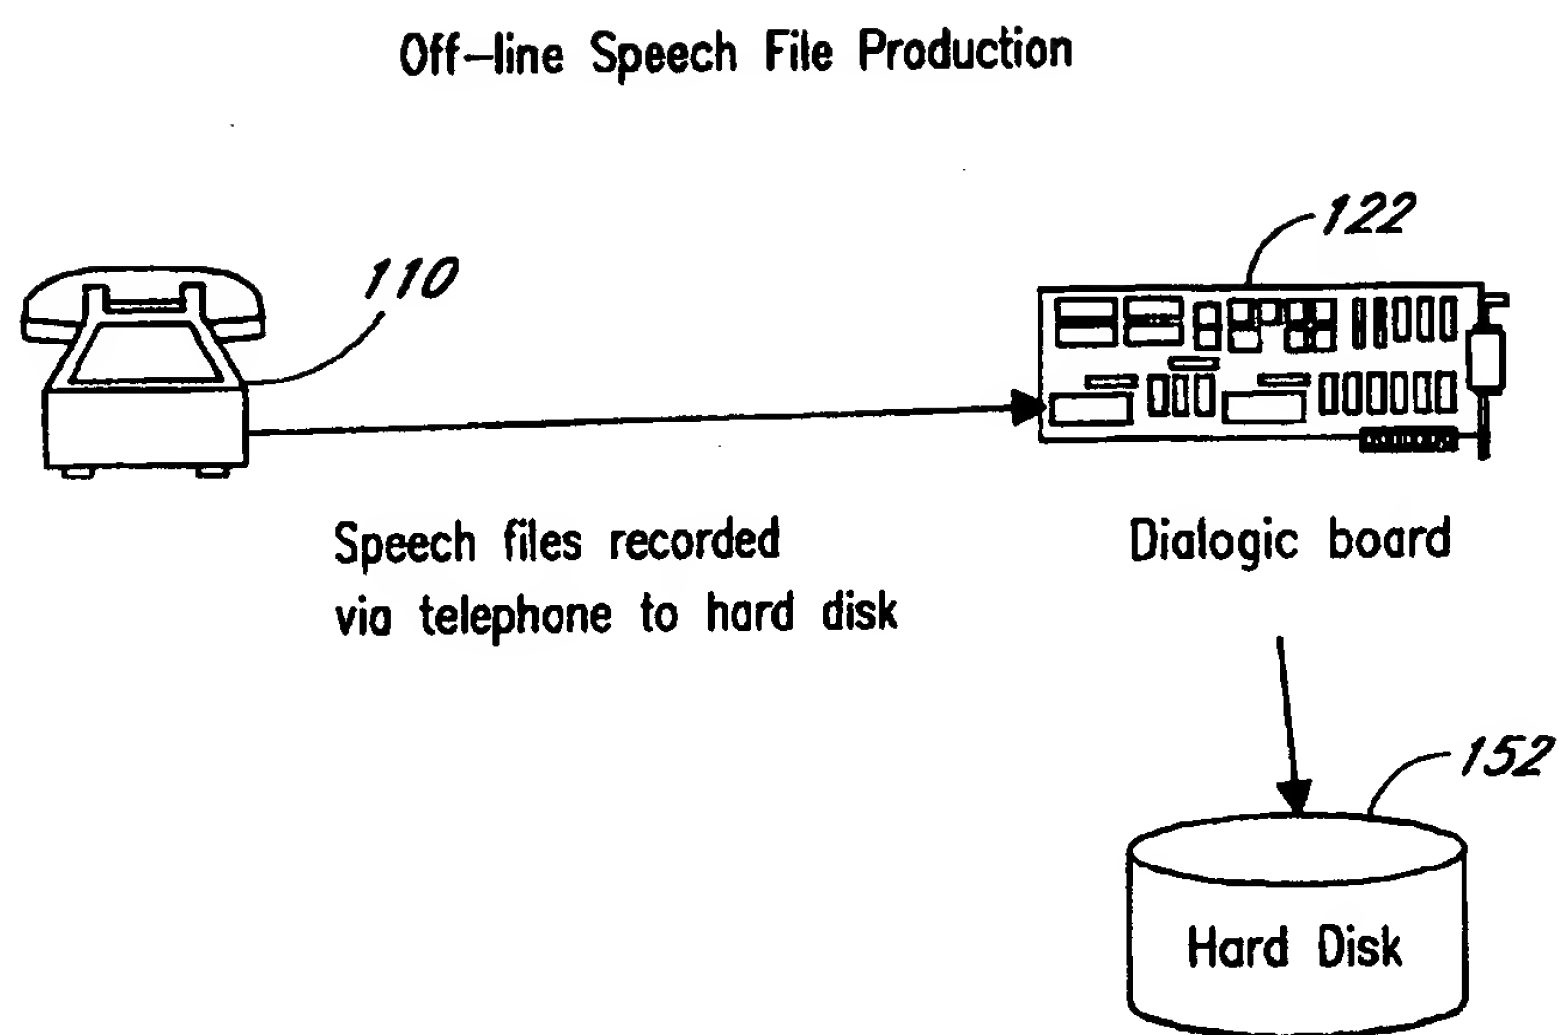 Off-line Speech File Production
122
110
Speech files recorded
via telephone to hard disk
Dialogic board
152
Hard Disk